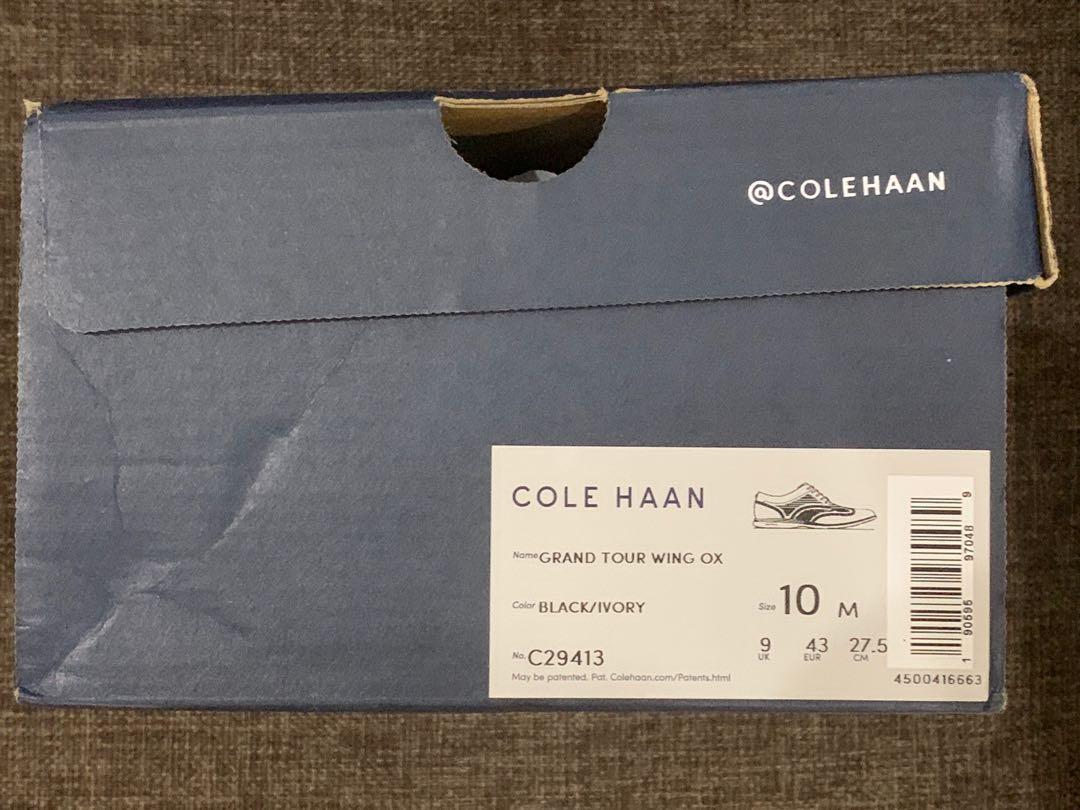 @COLEHAAN
COLE HAAN
Name GRAND TOUR WING OX
Color BLACK/IVORY
Size 10 M
No. C29413
9 UK 43 EUR 27.5 CM
May be patented. Pat. Colehaan.com/Patents.html
1 90595 97048 9
4500416663